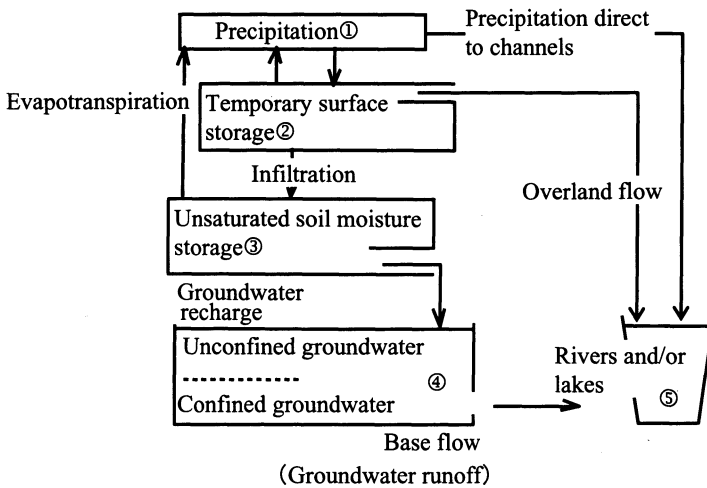 Precipitation①
Precipitation direct
to channels
Evapotranspiration
Temporary surface
storage②
Infiltration
Overland flow
Unsaturated soil moisture
storage③
Groundwater
recharge
Unconfined groundwater
④
Confined groundwater
Rivers and/or
lakes
⑤
Base flow
(Groundwater runoff)